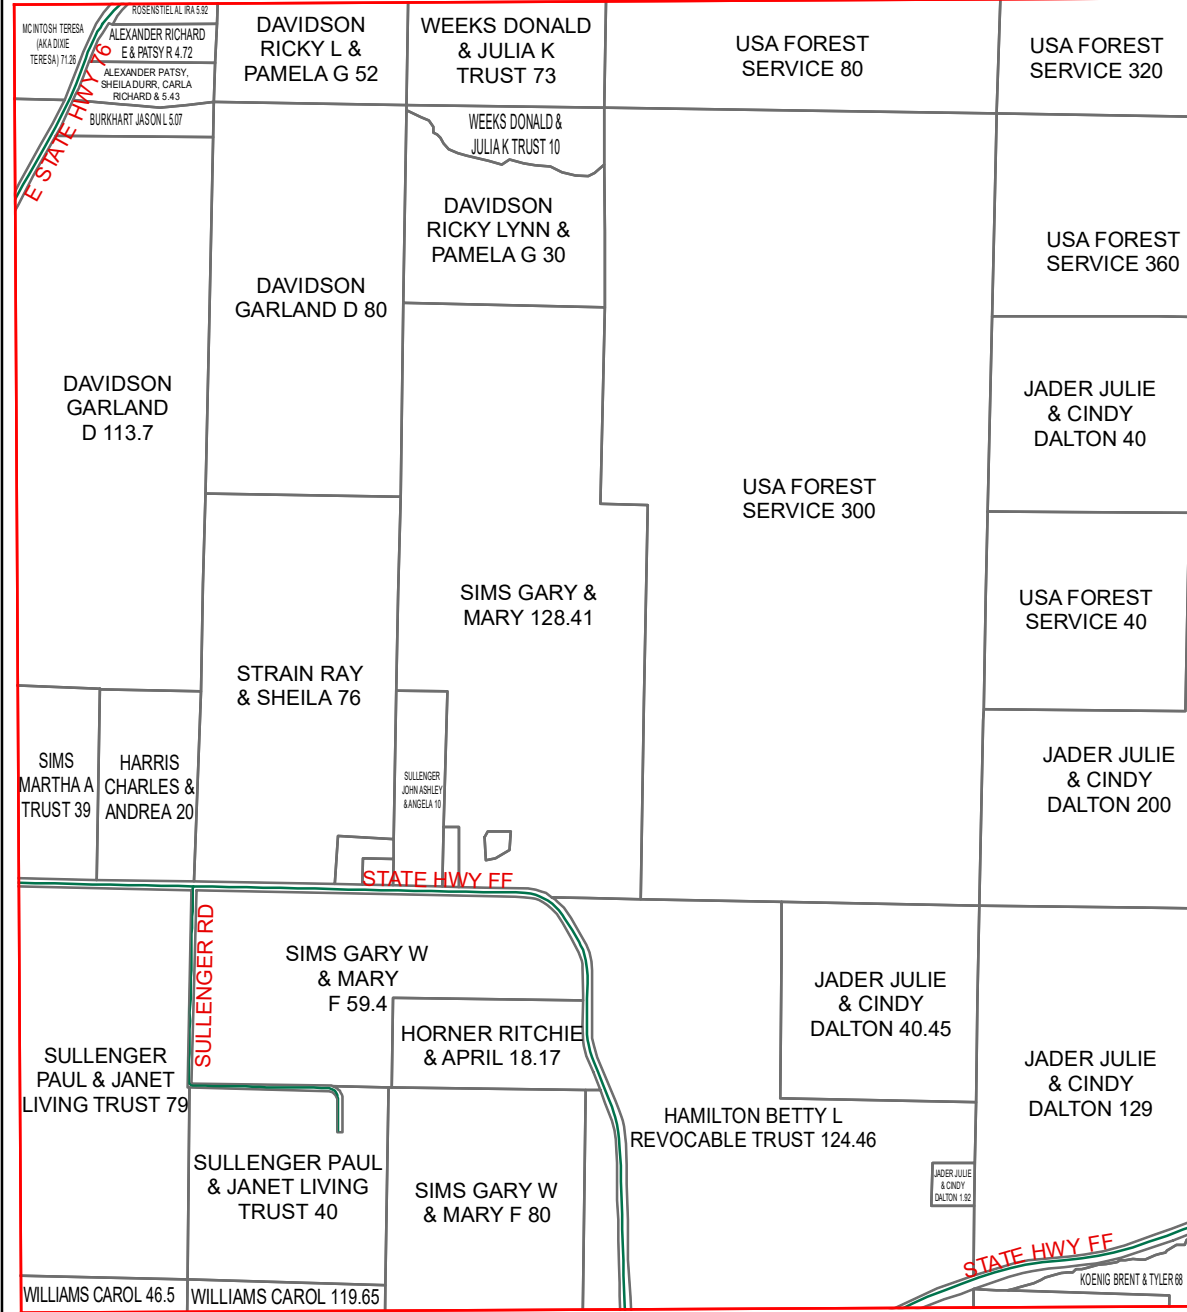 ROSENSTIEL AL IRA 5.92
MCINTOSH TERESA
(AKA DIXIE
TERESA) 71.26
ALEXANDER RICHARD
E & PATSY R 4.72
ALEXANDER PATSY,
SHEILADURR, CARLA
RICHARD & 5.43
BURKHART JASON L 5.07
E STATE HWY 76
DAVIDSON
RICKY L &
PAMELA G 52
WEEKS DONALD
& JULIA K
TRUST 73
USA FOREST
SERVICE 80
USA FOREST
SERVICE 320
WEEKS DONALD &
JULIA K TRUST 10
DAVIDSON
RICKY LYNN &
PAMELA G 30
USA FOREST
SERVICE 360
DAVIDSON
GARLAND D 80
DAVIDSON
GARLAND
D 113.7
JADER JULIE
& CINDY
DALTON 40
USA FOREST
SERVICE 300
SIMS GARY &
MARY 128.41
USA FOREST
SERVICE 40
STRAIN RAY
& SHEILA 76
SIMS
MARTHA A
TRUST 39
HARRIS
CHARLES &
ANDREA 20
SULLENGER
JOHN ASHLEY
& ANGELA 10
JADER JULIE
& CINDY
DALTON 200
STATE HWY FF
SULLENGER RD
SIMS GARY W
& MARY
F 59.4
HORNER RITCHIE
& APRIL 18.17
JADER JULIE
& CINDY
DALTON 40.45
SULLENGER
PAUL & JANET
LIVING TRUST 79
JADER JULIE
& CINDY
DALTON 129
HAMILTON BETTY L
REVOCABLE TRUST 124.46
SULLENGER PAUL
& JANET LIVING
TRUST 40
SIMS GARY W
& MARY F 80
JADER JULIE
& CINDY
DALTON 1.92
STATE HWY FF
KOENIG BRENT & TYLER 68
WILLIAMS CAROL 46.5
WILLIAMS CAROL 119.65